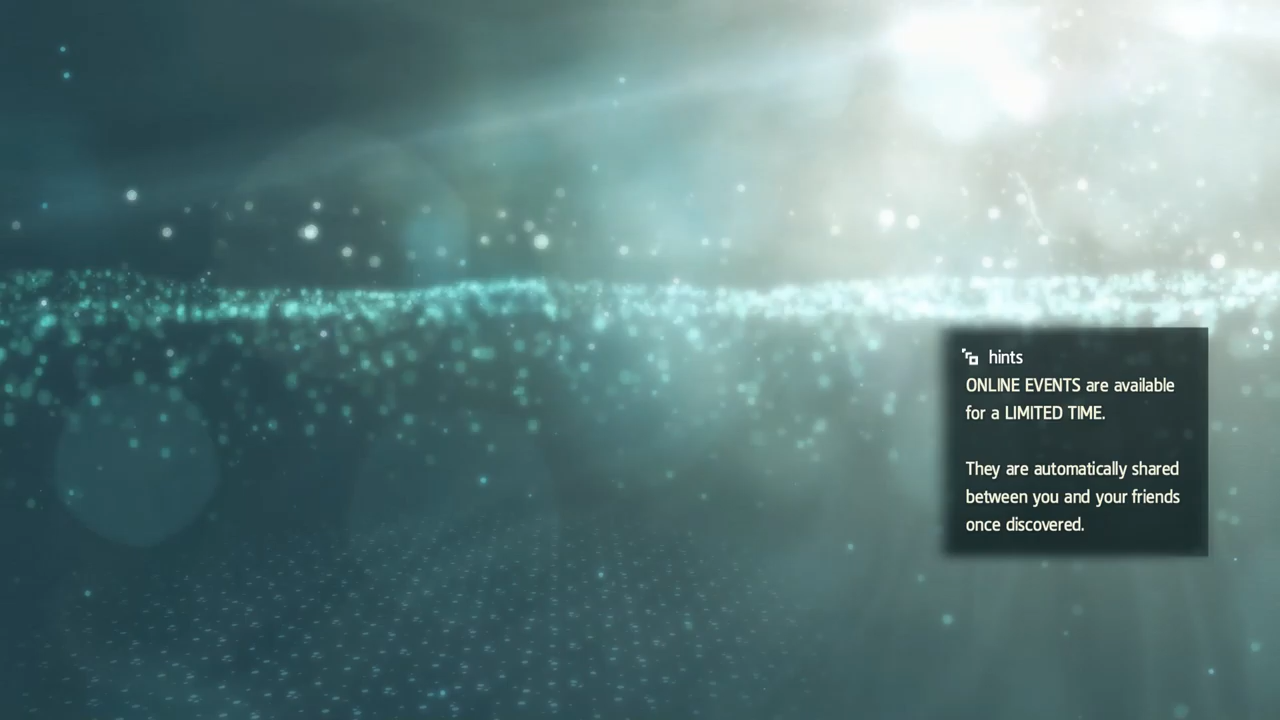 hints
ONLINE EVENTS are available
for a LIMITED TIME.
They are automatically shared
between you and your friends
once discovered.